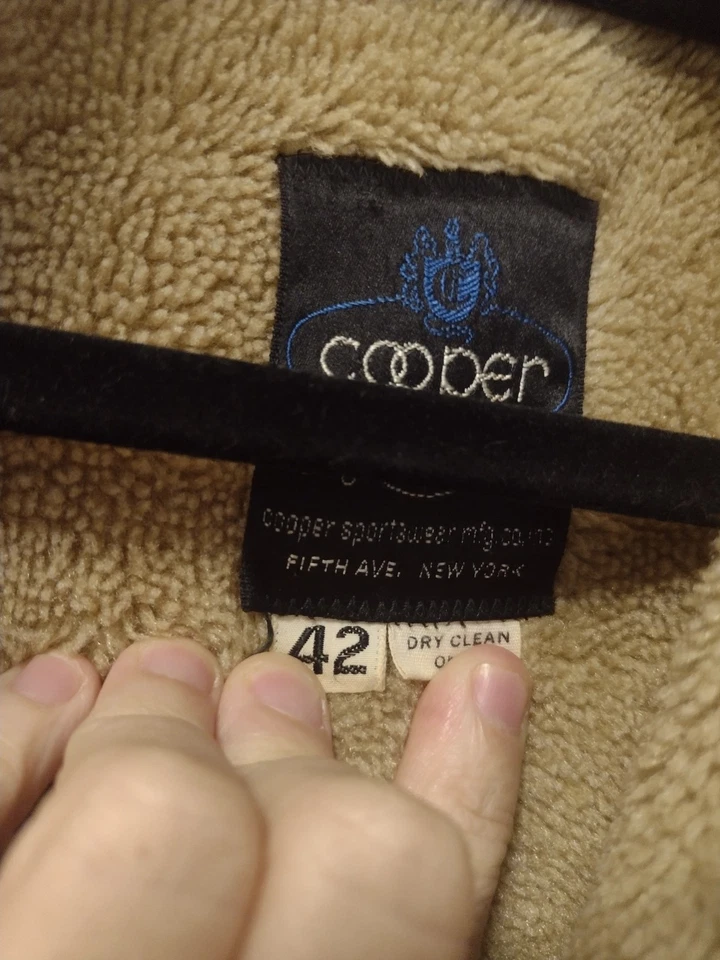 C
cooper
cooper sportswear mfg.co.,inc
FIFTH AVE. NEW YORK
42
DRY CLEAN